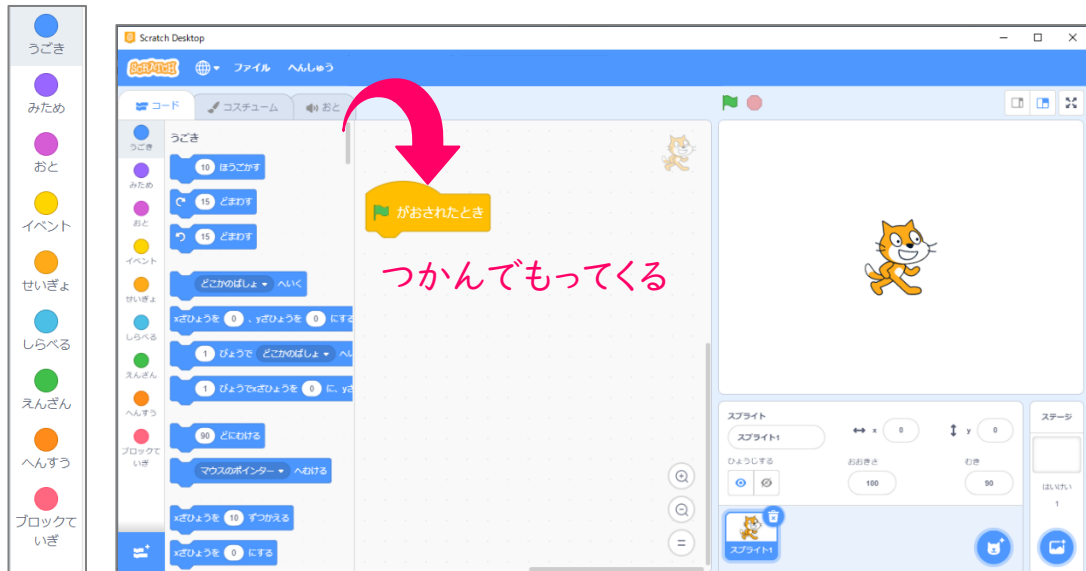 うごき
みため
おと
イベント
せいぎょ
しらべる
えんざん
へんすう
ブロックて
いぎ
Scratch Desktop
SCRATCH
ファイル へんしゅう
コード コスチューム おと
うごき
みため
おと
イベント
せいぎょ
しらべる
えんざん
へんすう
ブロックて
いぎ
うごき
10 ほうごかす
15 どまわす
15 どまわす
どこかのばしょ へいく
xざひょうを 0 、yざひょうを 0 にする
1 びょうで どこかのばしょ へい
1 びょうでxざひょうを 0 に、yざ
90 どにむける
マウスのポインター へむける
xざひょうを 10 ずつかえる
xざひょうを 0 にする
がおされたとき
つかんでもってくる
スプライト
スプライト1
x 0 y 0
ひょうじする おおきさ むき
100 90
スプライト1
ステージ
はいけい
1